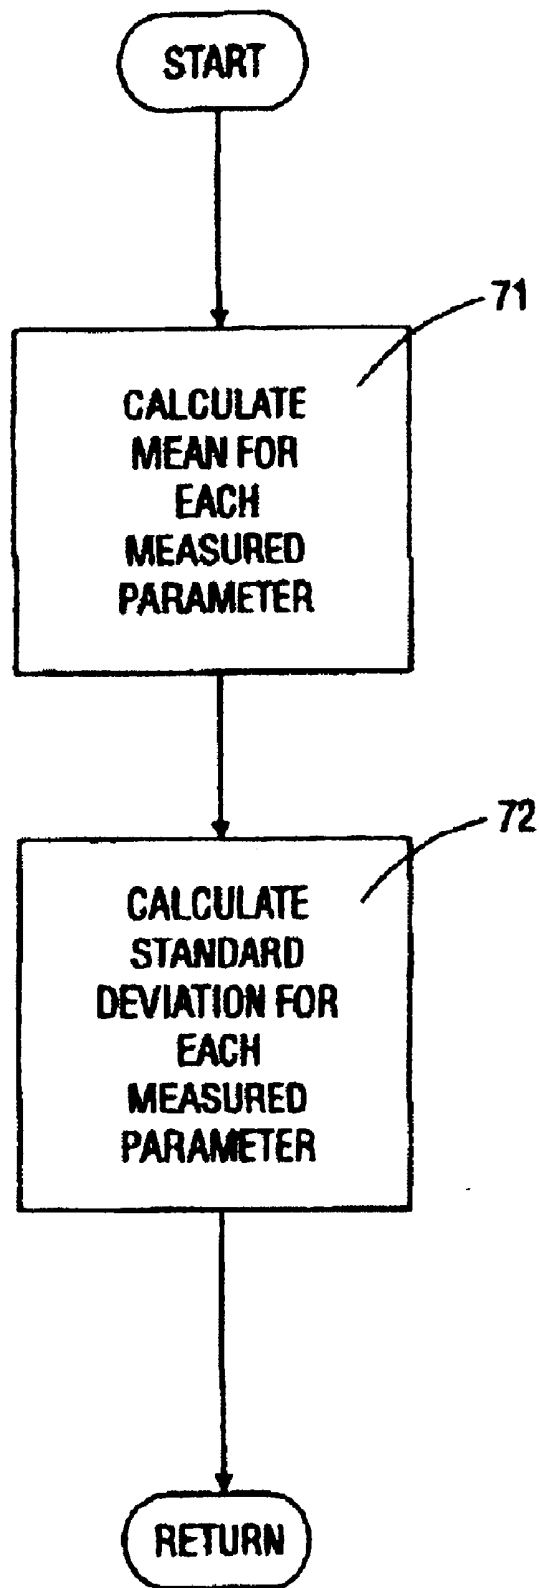 START
71
CALCULATE
MEAN FOR
EACH
MEASURED
PARAMETER
72
CALCULATE
STANDARD
DEVIATION FOR
EACH
MEASURED
PARAMETER
RETURN